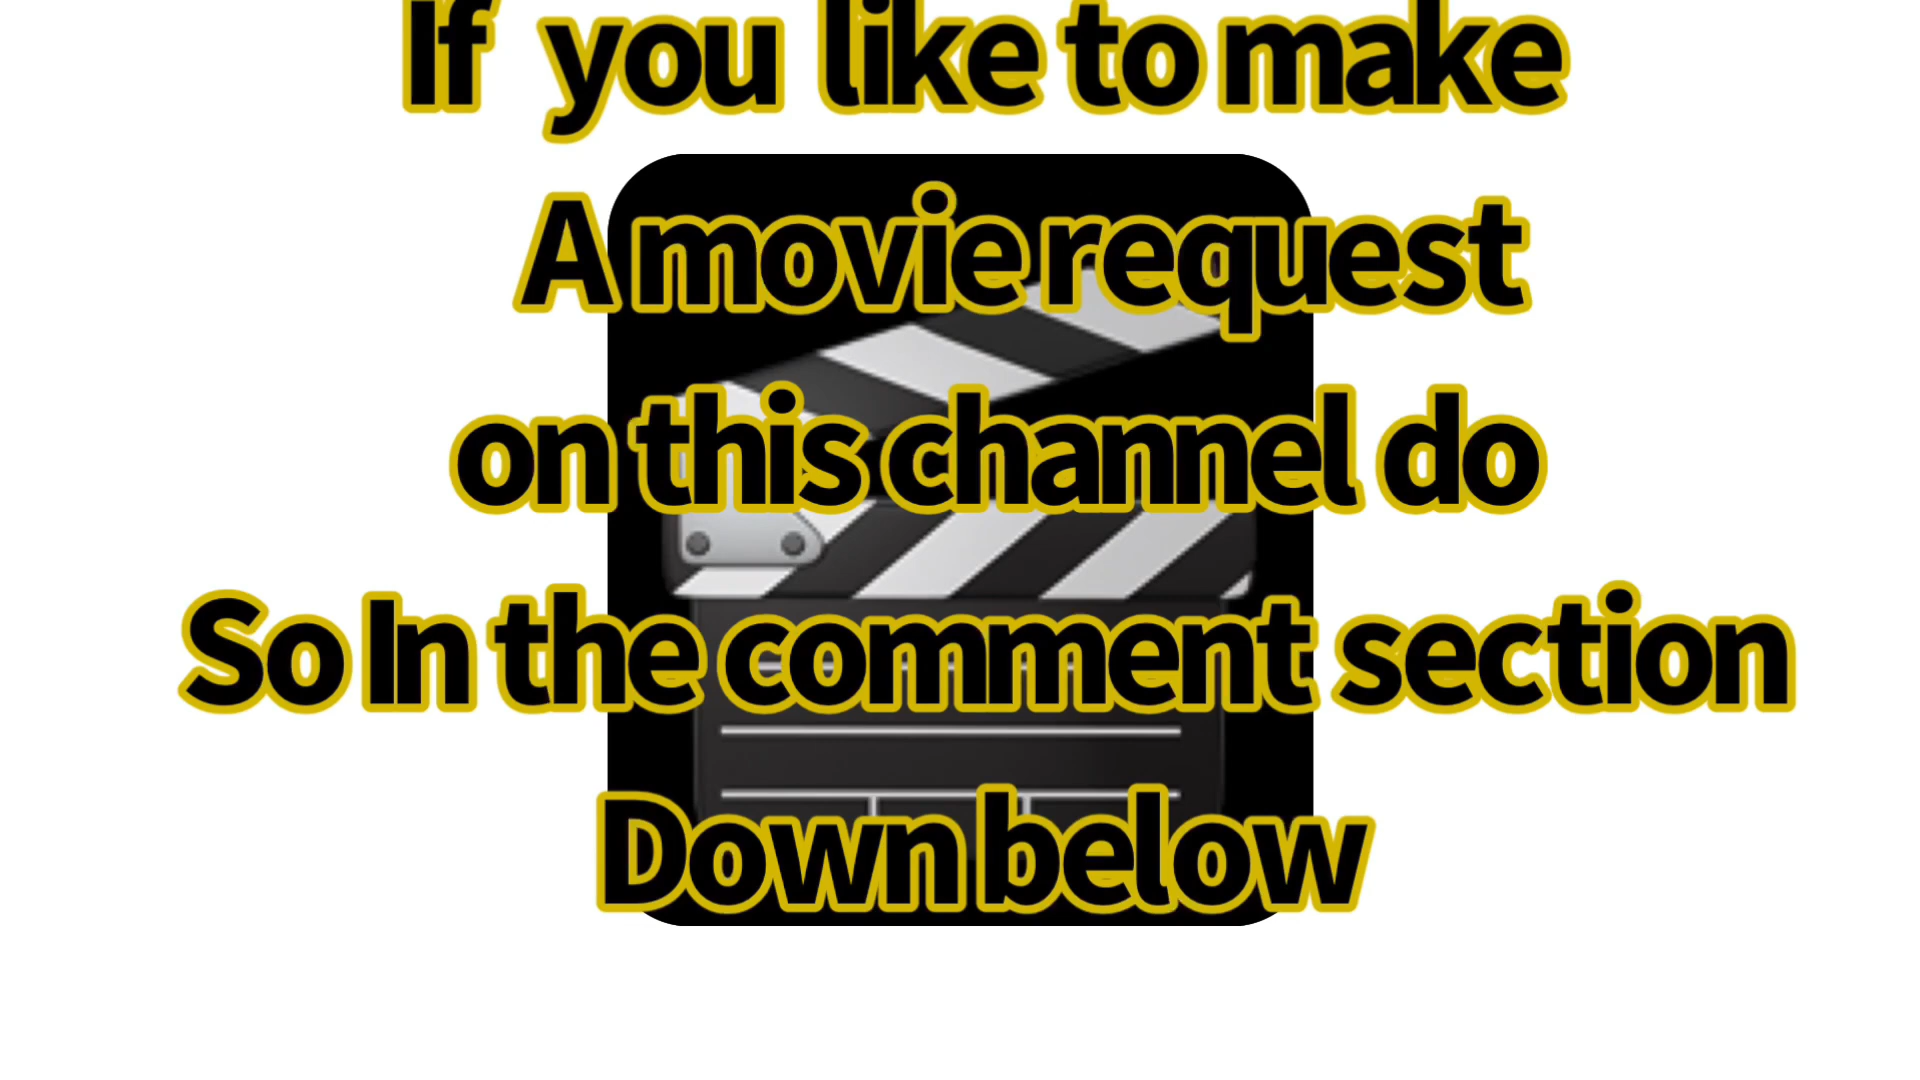 If you like to make
A movie request
on this channel do
So In the comment section
Down below